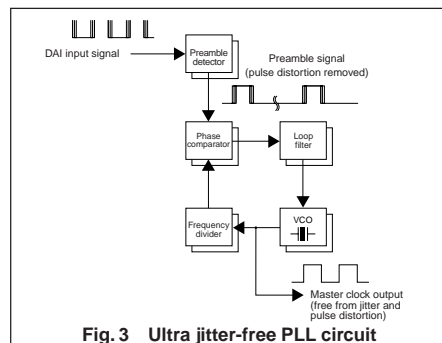 DAI input signal
Preamble
detector
Preamble signal
(pulse distortion removed)
Phase
comparator
Loop
filter
Frequency
divider
VCO
Master clock output
(free from jitter and
pulse distortion)
Fig. 3 Ultra jitter-free PLL circuit